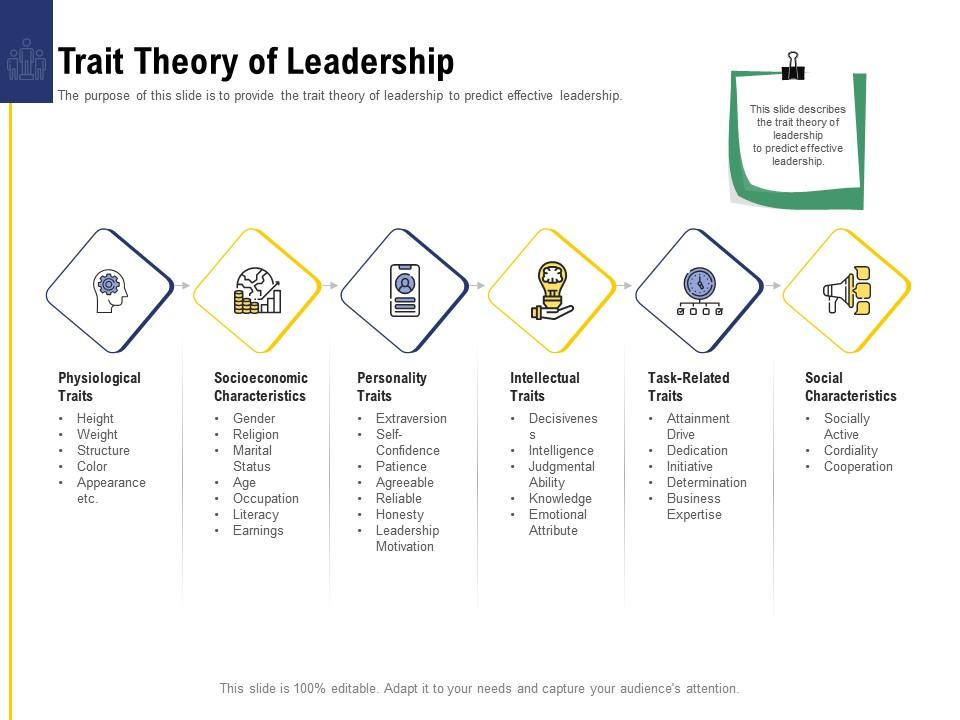 Trait Theory of Leadership
The purpose of this slide is to provide the trait theory of leadership to predict effective leadership.
This slide describes
the trait theory of
leadership
to predict effective
leadership.
Physiological
Traits
• Height
• Weight
• Structure
• Color
• Appearance
etc.
Socioeconomic
Characteristics
• Gender
• Religion
• Marital
Status
• Age
• Occupation
• Literacy
• Earnings
Personality
Traits
• Extraversion
• Self-
Confidence
• Patience
• Agreeable
• Reliable
• Honesty
• Leadership
Motivation
Intellectual
Traits
• Decisivenes
s
• Intelligence
• Judgmental
Ability
• Knowledge
• Emotional
Attribute
Task-Related
Traits
• Attainment
Drive
• Dedication
• Initiative
• Determination
• Business
Expertise
Social
Characteristics
• Socially
Active
• Cordiality
• Cooperation
This slide is 100% editable. Adapt it to your needs and capture your audience's attention.